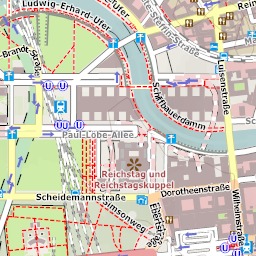 Ludwig-Erhard-Ufer
-Brandt-Straße
Schiffbauerdamm
Luisenstraße
Paul-Löbe-Allee
Reichstag und
Reichstagskuppel
Dorotheenstraße
Scheidemannstraße
Ebertstraße
Wilhelmstraße